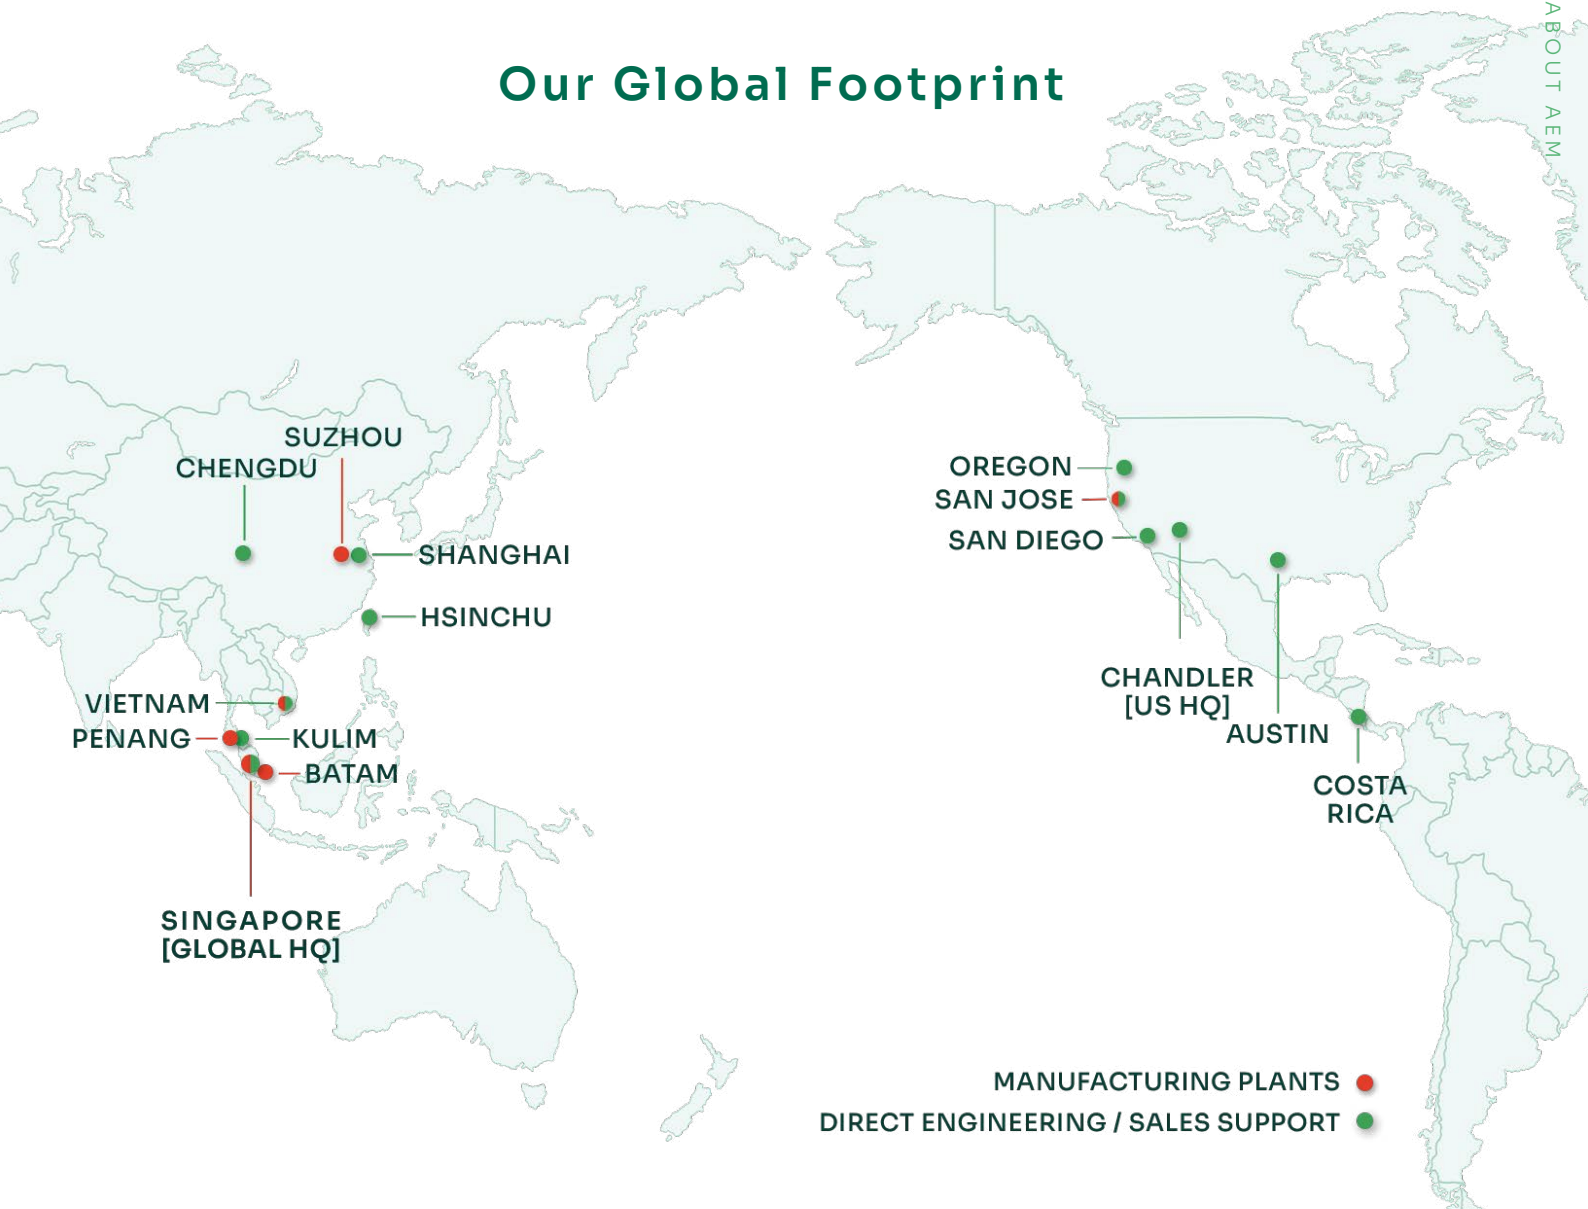 ABOUT AEM
Our Global Footprint
SUZHOU
CHENGDU
SHANGHAI
HSINCHU
VIETNAM
PENANG
KULIM
BATAM
SINGAPORE
[GLOBAL HQ]
OREGON
SAN JOSE
SAN DIEGO
CHANDLER
[US HQ]
AUSTIN
COSTA
RICA
MANUFACTURING PLANTS
DIRECT ENGINEERING / SALES SUPPORT